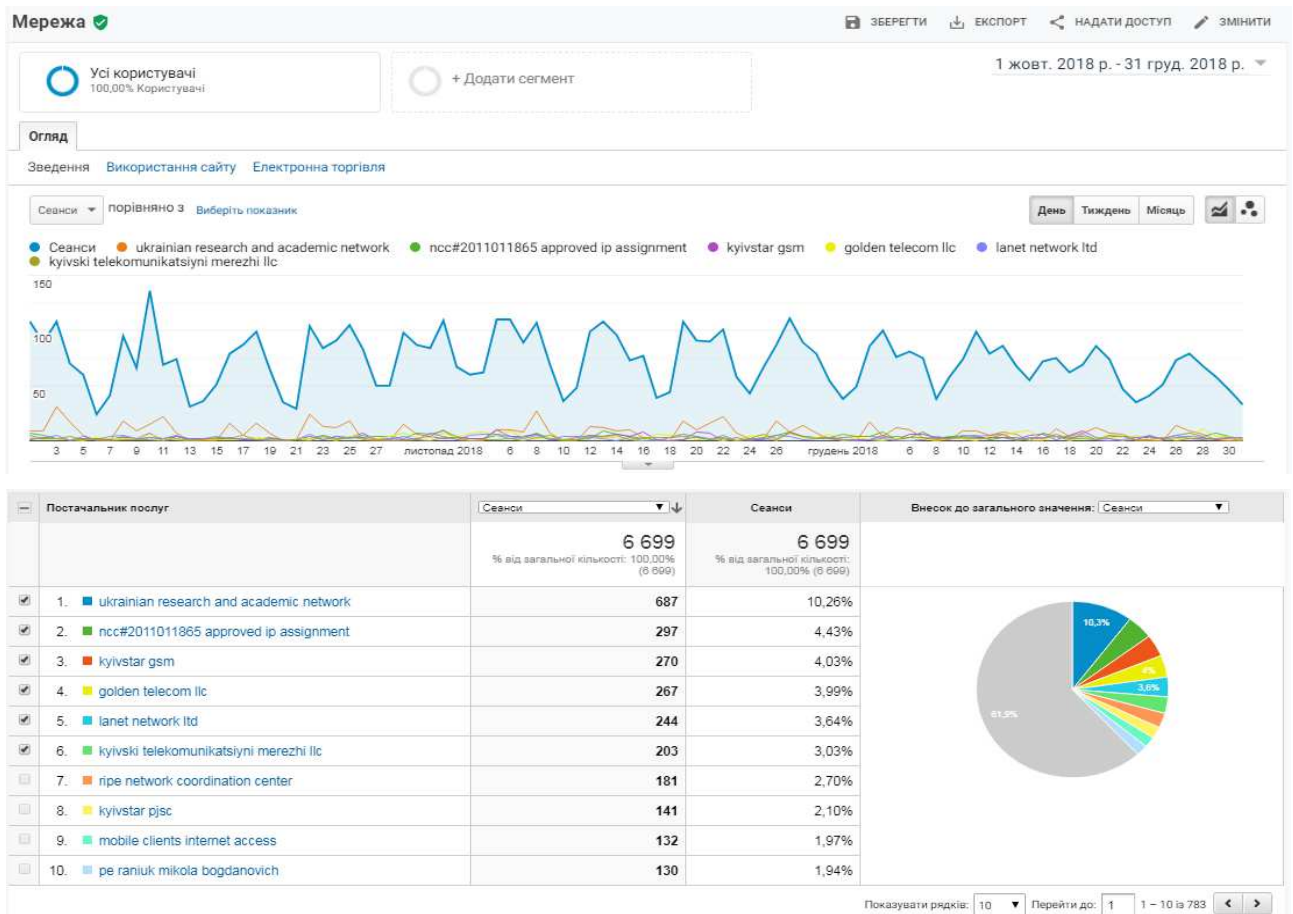 Мережа
ЗБЕРЕГТИ ЕКСПОРТ НАДАТИ ДОСТУП ЗМІНИТИ
Усі користувачі
100,00% Користувачі
+ Додати сегмент
1 жовт. 2018 р. - 31 груд. 2018 р.
Огляд
Зведення Використання сайту Електронна торгівля
Сеанси порівняно з Виберіть показник
День Тиждень Місяць
Сеанси ukrainian research and academic network ncc#2011011865 approved ip assignment kyivstar gsm golden telecom llc lanet network ltd
kyivski telekomunikatsiyni merezhi llc
150
100
50
3 5 7 9 11 13 15 17 19 21 23 25 27 листопад 2018 6 8 10 12 14 16 18 20 22 24 26 грудень 2018 6 8 10 12 14 16 18 20 22 24 26 28 30
Постачальник послуг Сеанси Сеанси Внесок до загального значення: Сеанси
6 699 6 699
% від загальної кількості: 100,00% (6 699) % від загальної кількості: 100,00% (6 699)
1. ukrainian research and academic network 687 10,26%
2. ncc#2011011865 approved ip assignment 297 4,43%
3. kyivstar gsm 270 4,03%
4. golden telecom llc 267 3,99%
5. lanet network ltd 244 3,64%
6. kyivski telekomunikatsiyni merezhi llc 203 3,03%
7. ripe network coordination center 181 2,70%
8. kyivstar pjsc 141 2,10%
9. mobile clients internet access 132 1,97%
10. pe raniuk mikola bogdanovich 130 1,94%
10,3%
4%
3,6%
61,9%
Показувати рядків: 10 Перейти до: 1 1 – 10 із 783